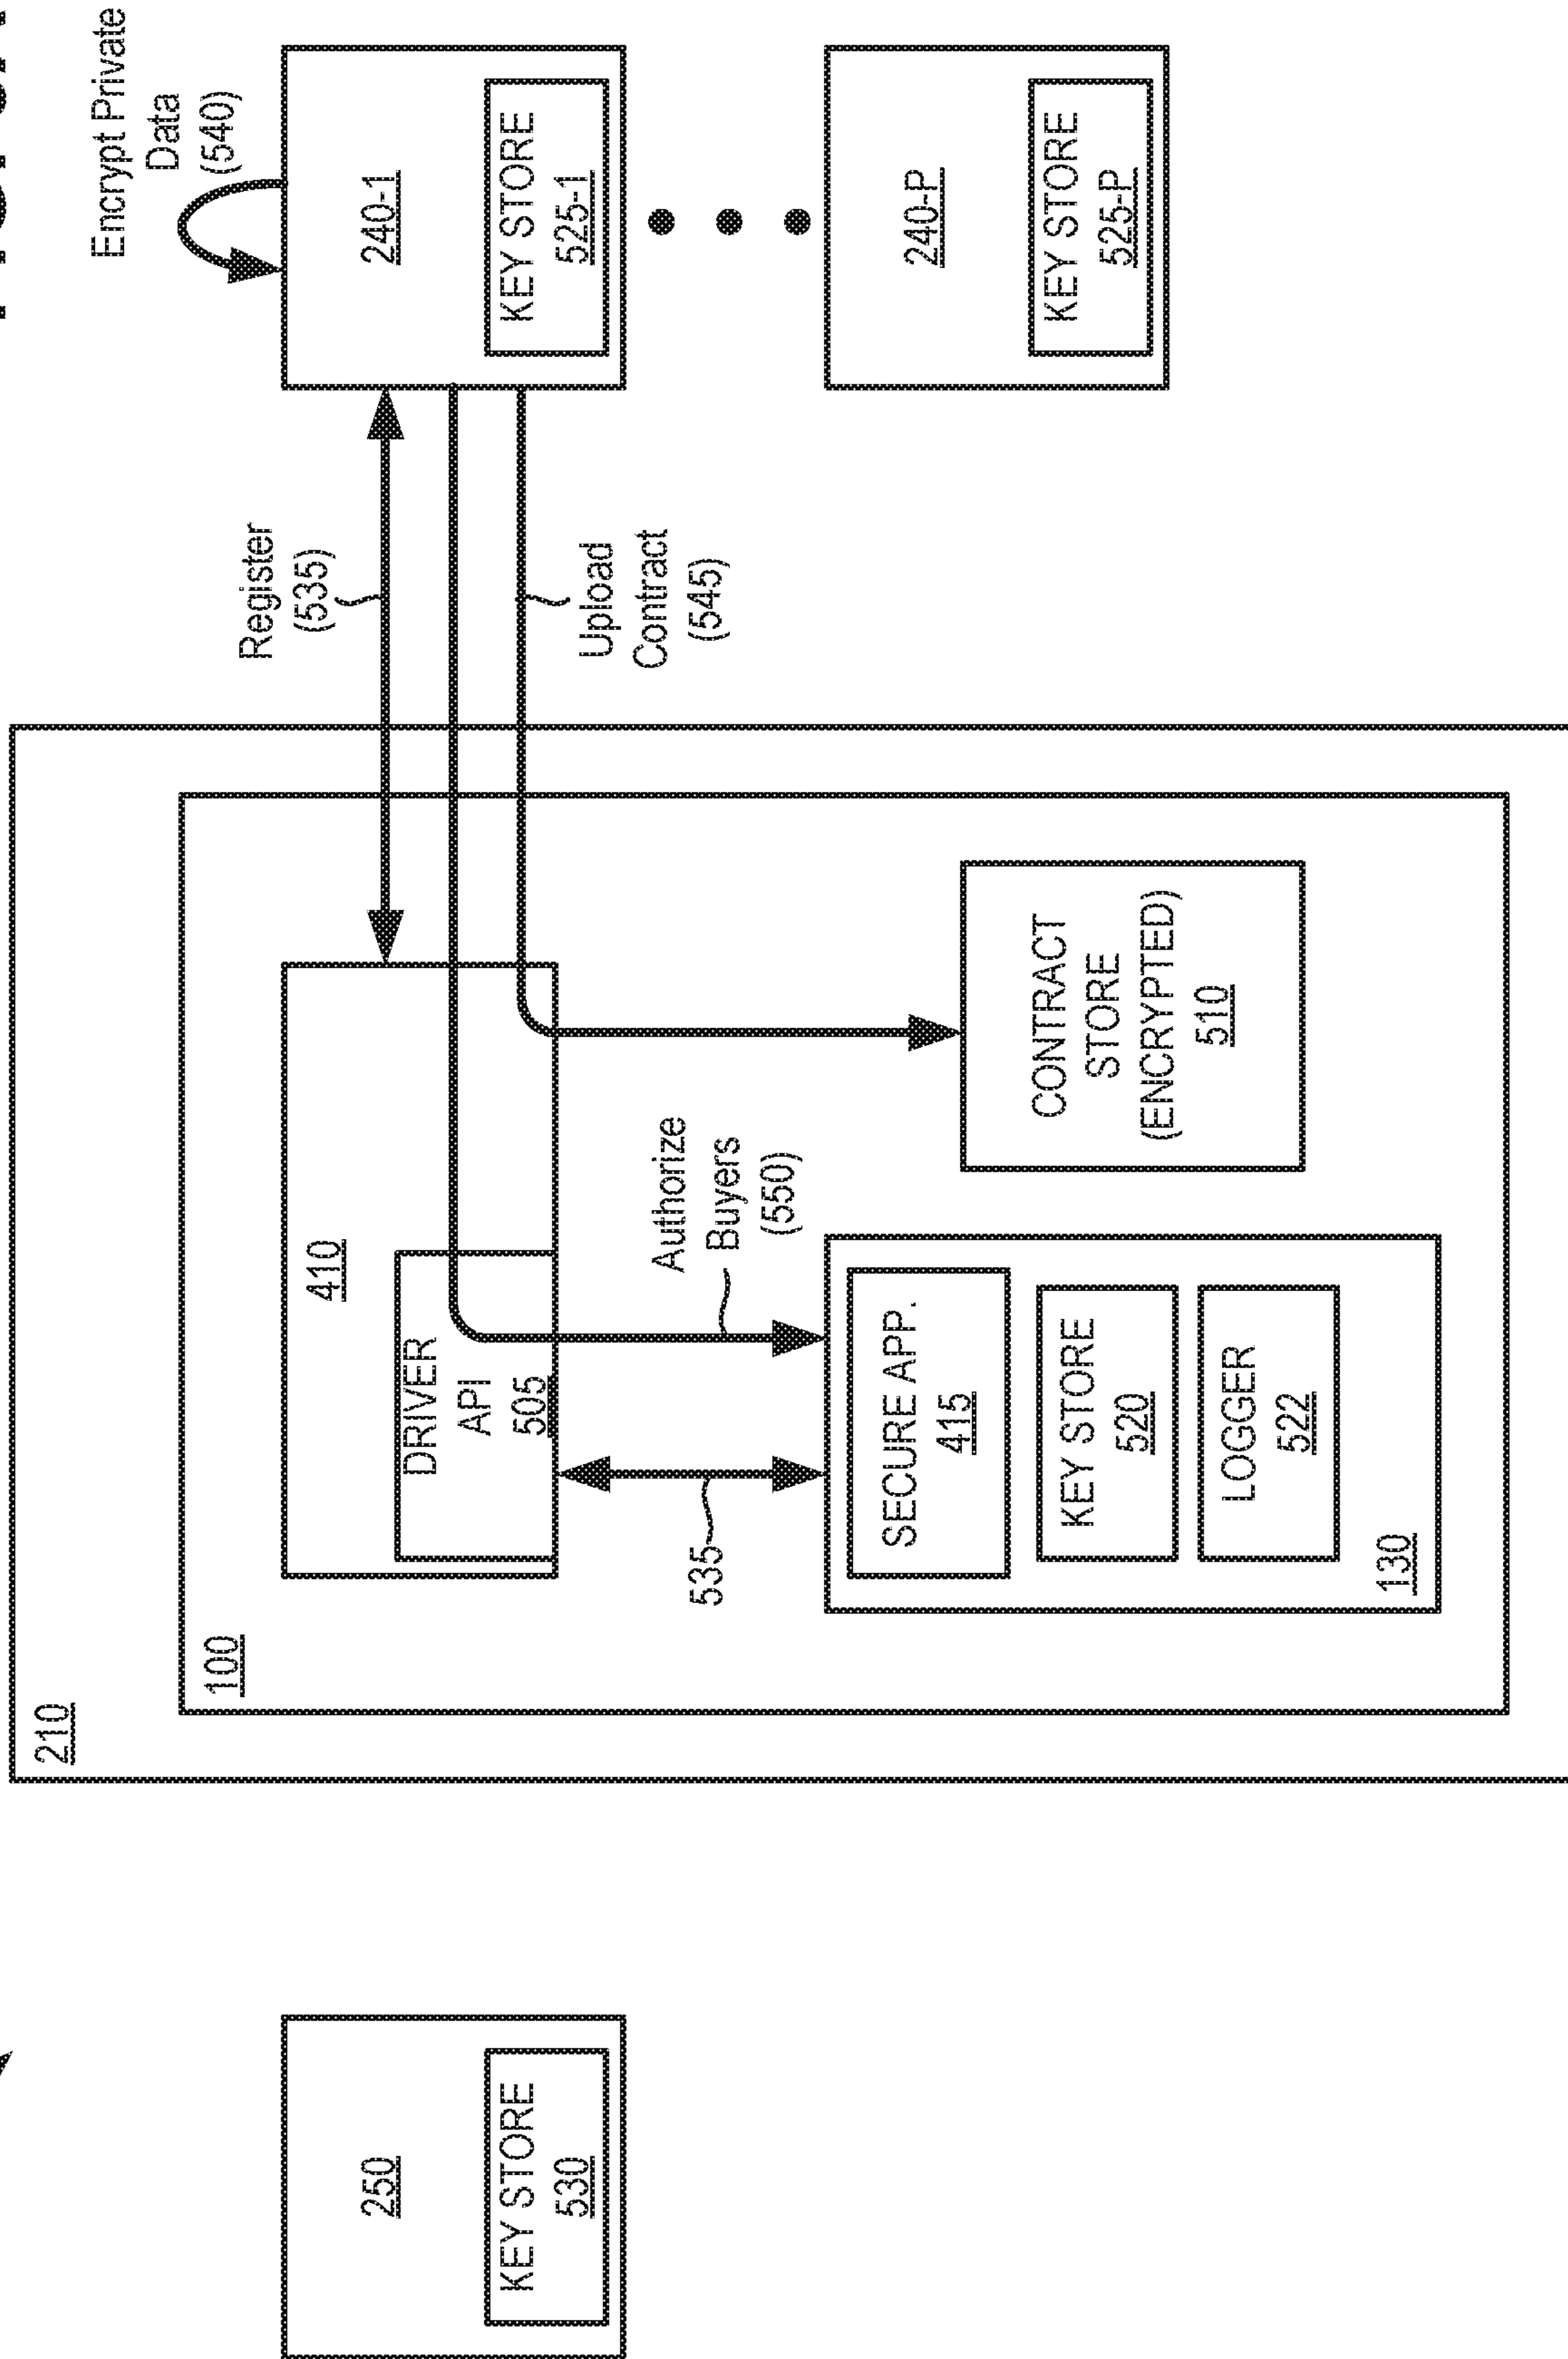 Encrypt Private
Data
(540)
240-1
KEY STORE
525-1
240-P
KEY STORE
525-P
Register
(535)
Upload
Contract
(545)
210
100
410
DRIVER
API
505
Authorize
Buyers
(550)
535
SECURE APP.
415
KEY STORE
520
LOGGER
522
130
CONTRACT
STORE
(ENCRYPTED)
510
250
KEY STORE
530